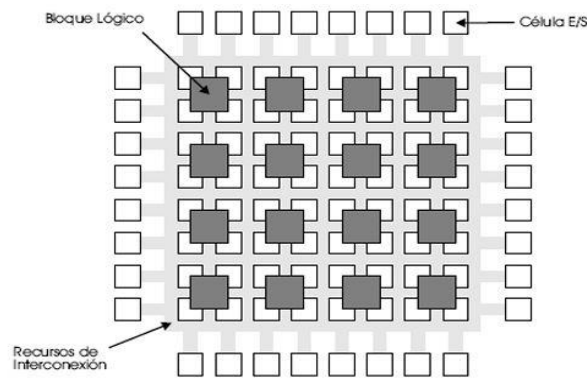 Bloque Lógico
Célula E/S
Recursos de
Interconexión